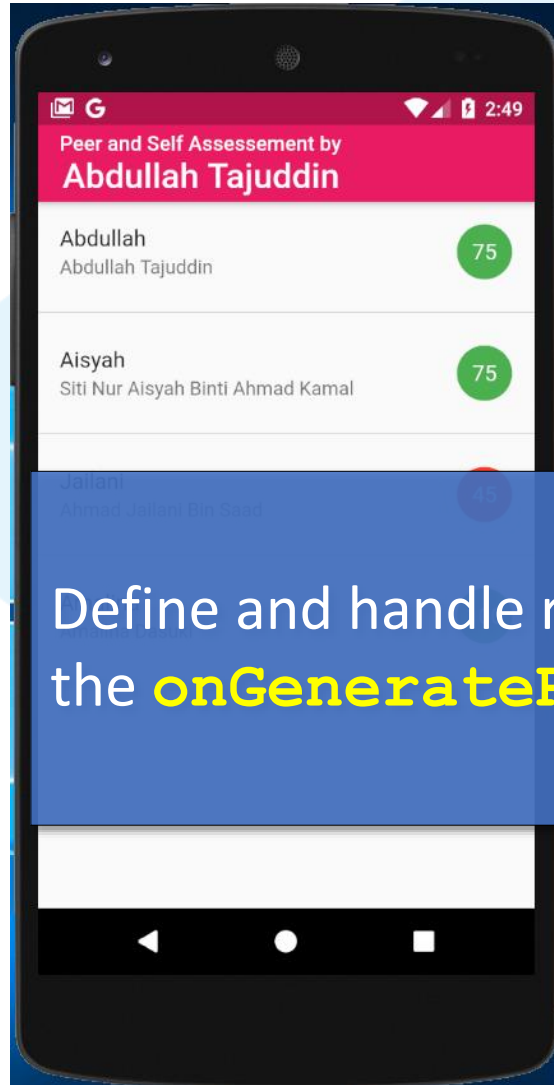 G 2:49
Peer and Self Assessement by
Abdullah Tajuddin
Abdullah
75
Abdullah Tajuddin
Aisyah
75
Siti Nur Aisyah Binti Ahmad Kamal
Jailani
45
Ahmad Jailani Bin Saad
Define and handle
the onGenerate